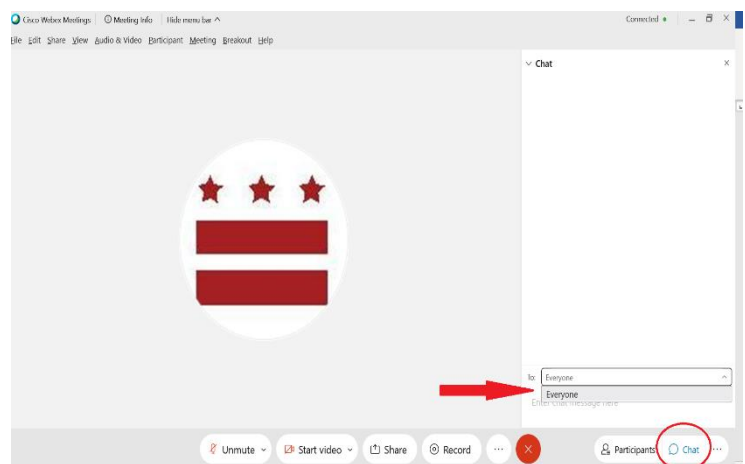 Cisco Webex Meetings Meeting Info Hide menu bar Connected
File Edit Share View Audio & Video Participant Meeting Breakout Help
Chat
To: Everyone
Everyone
Enter chat message here
Unmute Start video Share Record Participants Chat